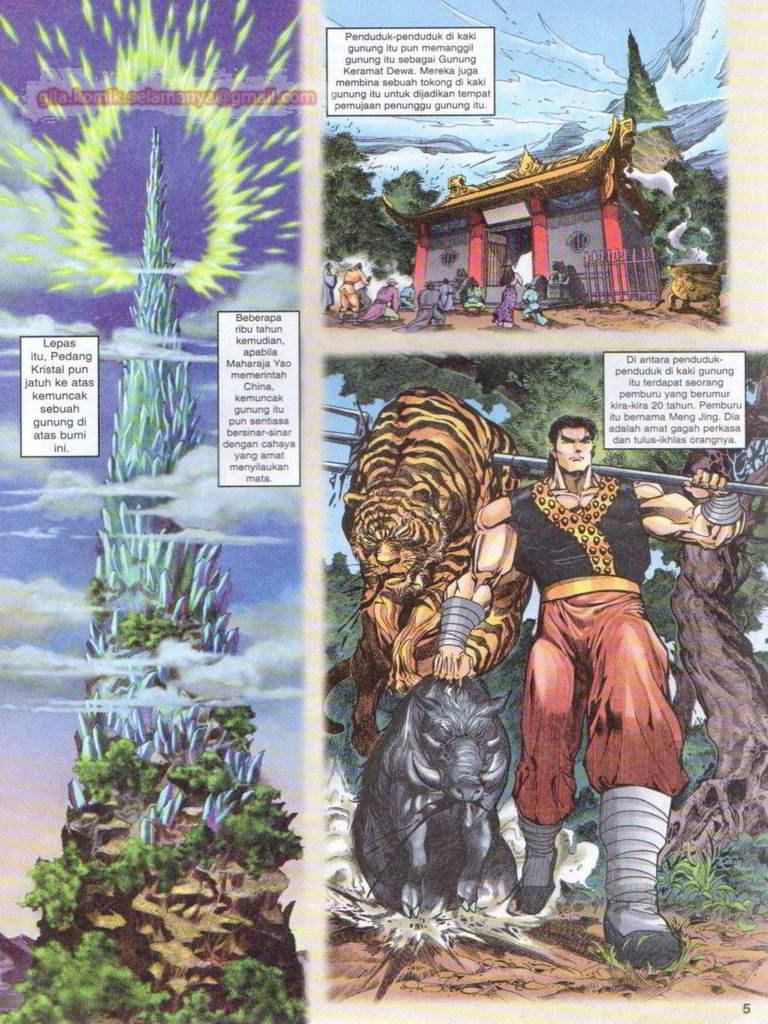 gila.komik.selamanya@gmail.com
Lepas
itu, Pedang
Kristal pun
jatuh ke atas
kemuncak
sebuah
gunung di
atas bumi
ini.
Beberapa
ribu tahun
kemudian,
apabila
Maharaja Yao
memerintah
China,
kemuncak
gunung itu
pun sentiasa
bersinar-sinar
dengan cahaya
yang amat
menyilaukan
mata.
Penduduk-penduduk di kaki
gunung itu pun memanggil
gunung itu sebagai Gunung
Keramat Dewa. Mereka juga
membina sebuah tokong di kaki
gunung itu untuk dijadikan tempat
pemujaan penunggu gunung itu.
Di antara penduduk-
penduduk di kaki gunung
itu terdapat seorang
pemburu yang berumur
kira-kira 20 tahun. Pemburu
itu bernama Meng Jing. Dia
adalah amat gagah perkasa
dan tulus-ikhlas orangnya.
5